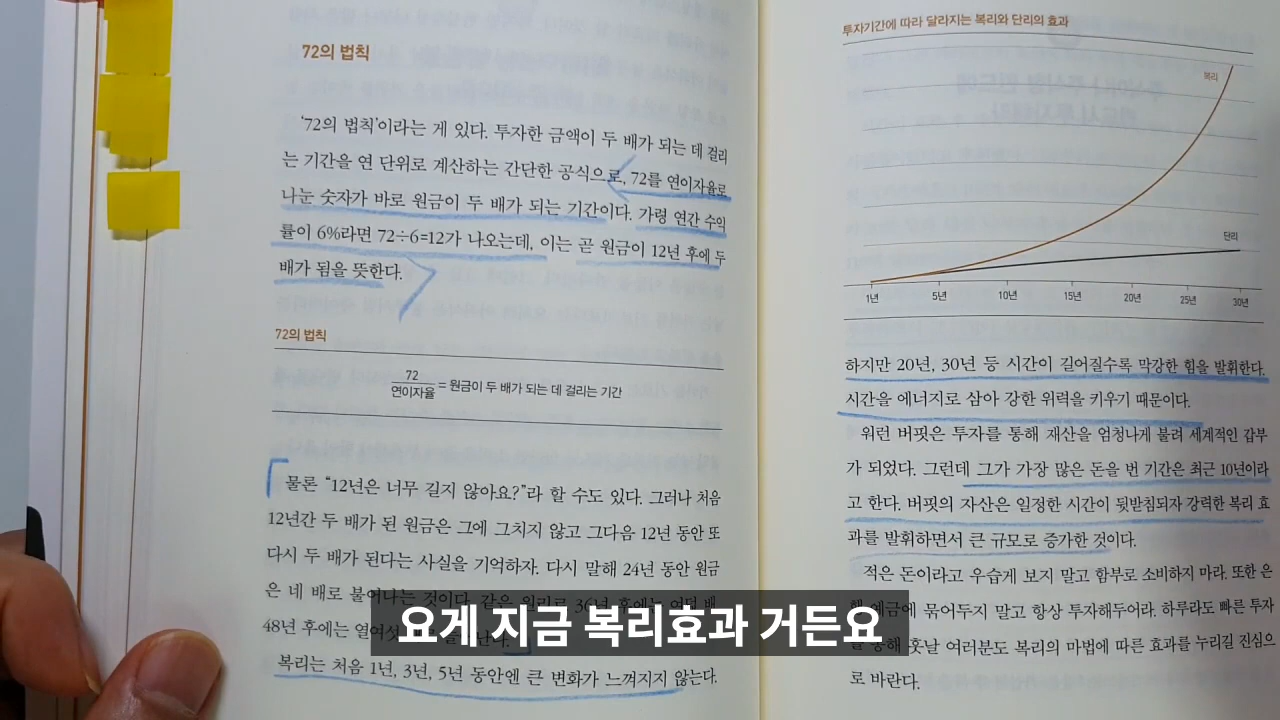 72의 법칙
'72의 법칙'이라는 게 있다. 투자한 금액이 두 배가 되는 데 걸리
는 기간을 연 단위로 계산하는 간단한 공식으로, 72를 연이자율로
나눈 숫자가 바로 원금이 두 배가 되는 기간이다. 가령 연간 수익
률이 6%라면 72÷6=12가 나오는데, 이는 곧 원금이 12년 후에 두
배가 됨을 뜻한다.
72의 법칙
72
연이자율 = 원금이 두 배가 되는 데 걸리는 기간
물론 "12년은 너무 길지 않아요?"라 할 수도 있다. 그러나 처음
12년간 두 배가 된 원금은 그에 그치지 않고 그다음 12년 동안 또
다시 두 배가 된다는 사실을 기억하자. 다시 말해 24년 동안 원금
은 네 배로 불어나는 것이다. 같은 원리로 36년 후에는 여덟 배,
48년 후에는 열여섯
복리는 처음 1년, 3년, 5년 동안엔 큰 변화가 느껴지지 않는다.
투자기간에 따라 달라지는 복리와 단리의 효과
복리
단리
1년 5년 10년 15년 20년 25년 30년
하지만 20년, 30년 등 시간이 길어질수록 막강한 힘을 발휘한다.
시간을 에너지로 삼아 강한 위력을 키우기 때문이다.
워런 버핏은 투자를 통해 재산을 엄청나게 불려 세계적인 갑부
가 되었다. 그런데 그가 가장 많은 돈을 번 기간은 최근 10년이라
고 한다. 버핏의 자산은 일정한 시간이 뒷받침되자 강력한 복리 효
과를 발휘하면서 큰 규모로 증가한 것이다.
적은 돈이라고 우습게 보지 말고 함부로 소비하지 마라. 또한 은
행 예금에 묶어두지 말고 항상 투자해두어라. 하루라도 빠른 투자
를 통해 훗날 여러분도 복리의 마법에 따른 효과를 누리길 진심으
로 바란다.
요게 지금 복리효과 거든요